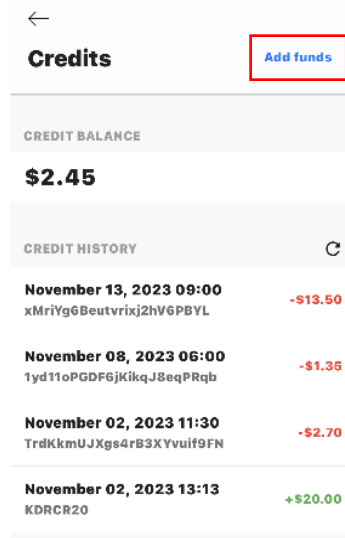 Credits
Add funds
CREDIT BALANCE
$2.45
CREDIT HISTORY
November 13, 2023 09:00
-$13.50
xMriYg6Beutvrixj2hV6PBYL
November 08, 2023 06:00
-$1.35
1yd11oPGDF6jKikqJ8eqPRqb
November 02, 2023 11:30
-$2.70
TrdKkmUJXgs4rB3XYvuif9FN
November 02, 2023 13:13
+$20.00
KDRCR20